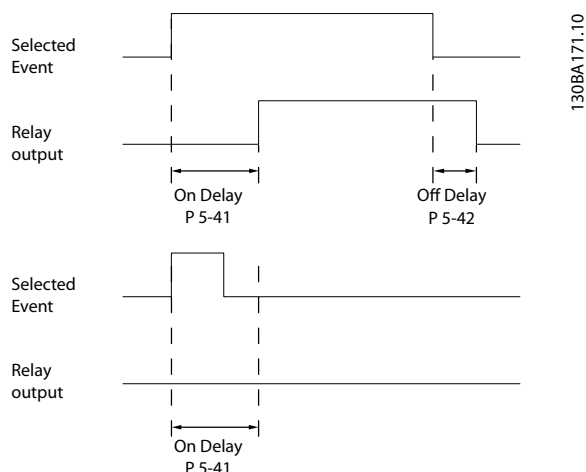 Selected
Event
Relay
output
On Delay
P 5-41
Off Delay
P 5-42
Selected
Event
Relay
output
On Delay
P 5-41
130BA171.10